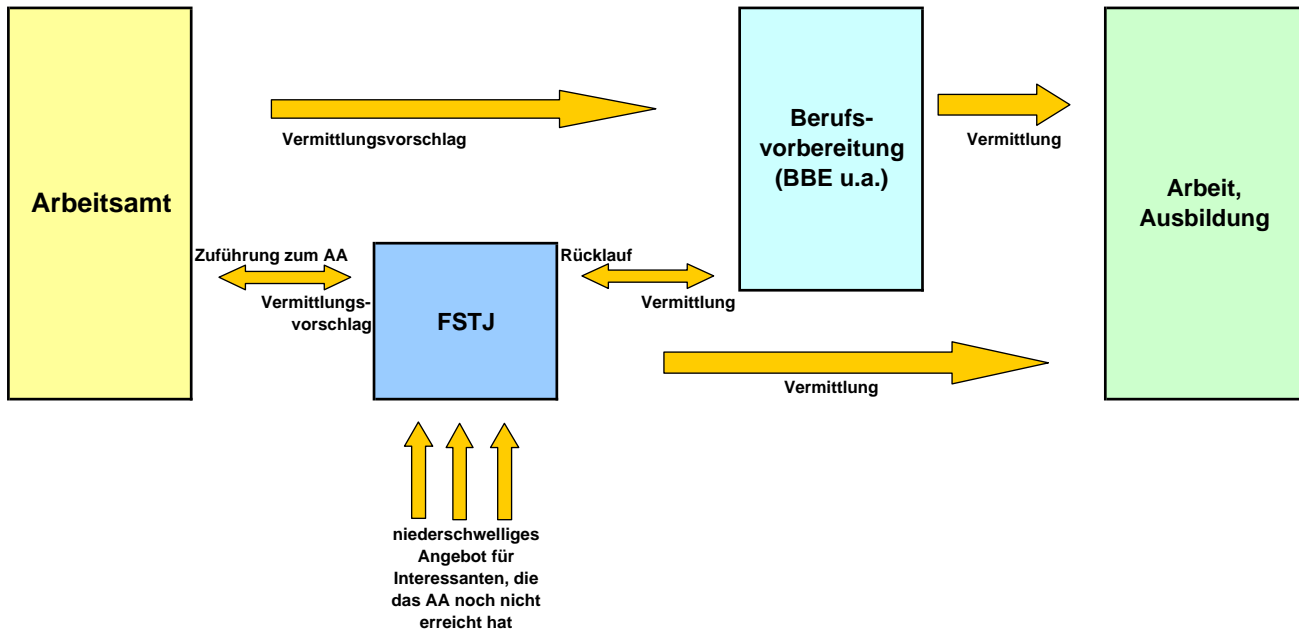 Arbeitsamt
Vermittlungsvorschlag
Berufs-
vorbereitung
(BBE u.a.)
Vermittlung
Arbeit,
Ausbildung
Zuführung zum AA
Vermittlungs-
vorschlag
FSTJ
Rücklauf
Vermittlung
Vermittlung
niederschwelliges
Angebot für
Interessanten, die
das AA noch nicht
erreicht hat